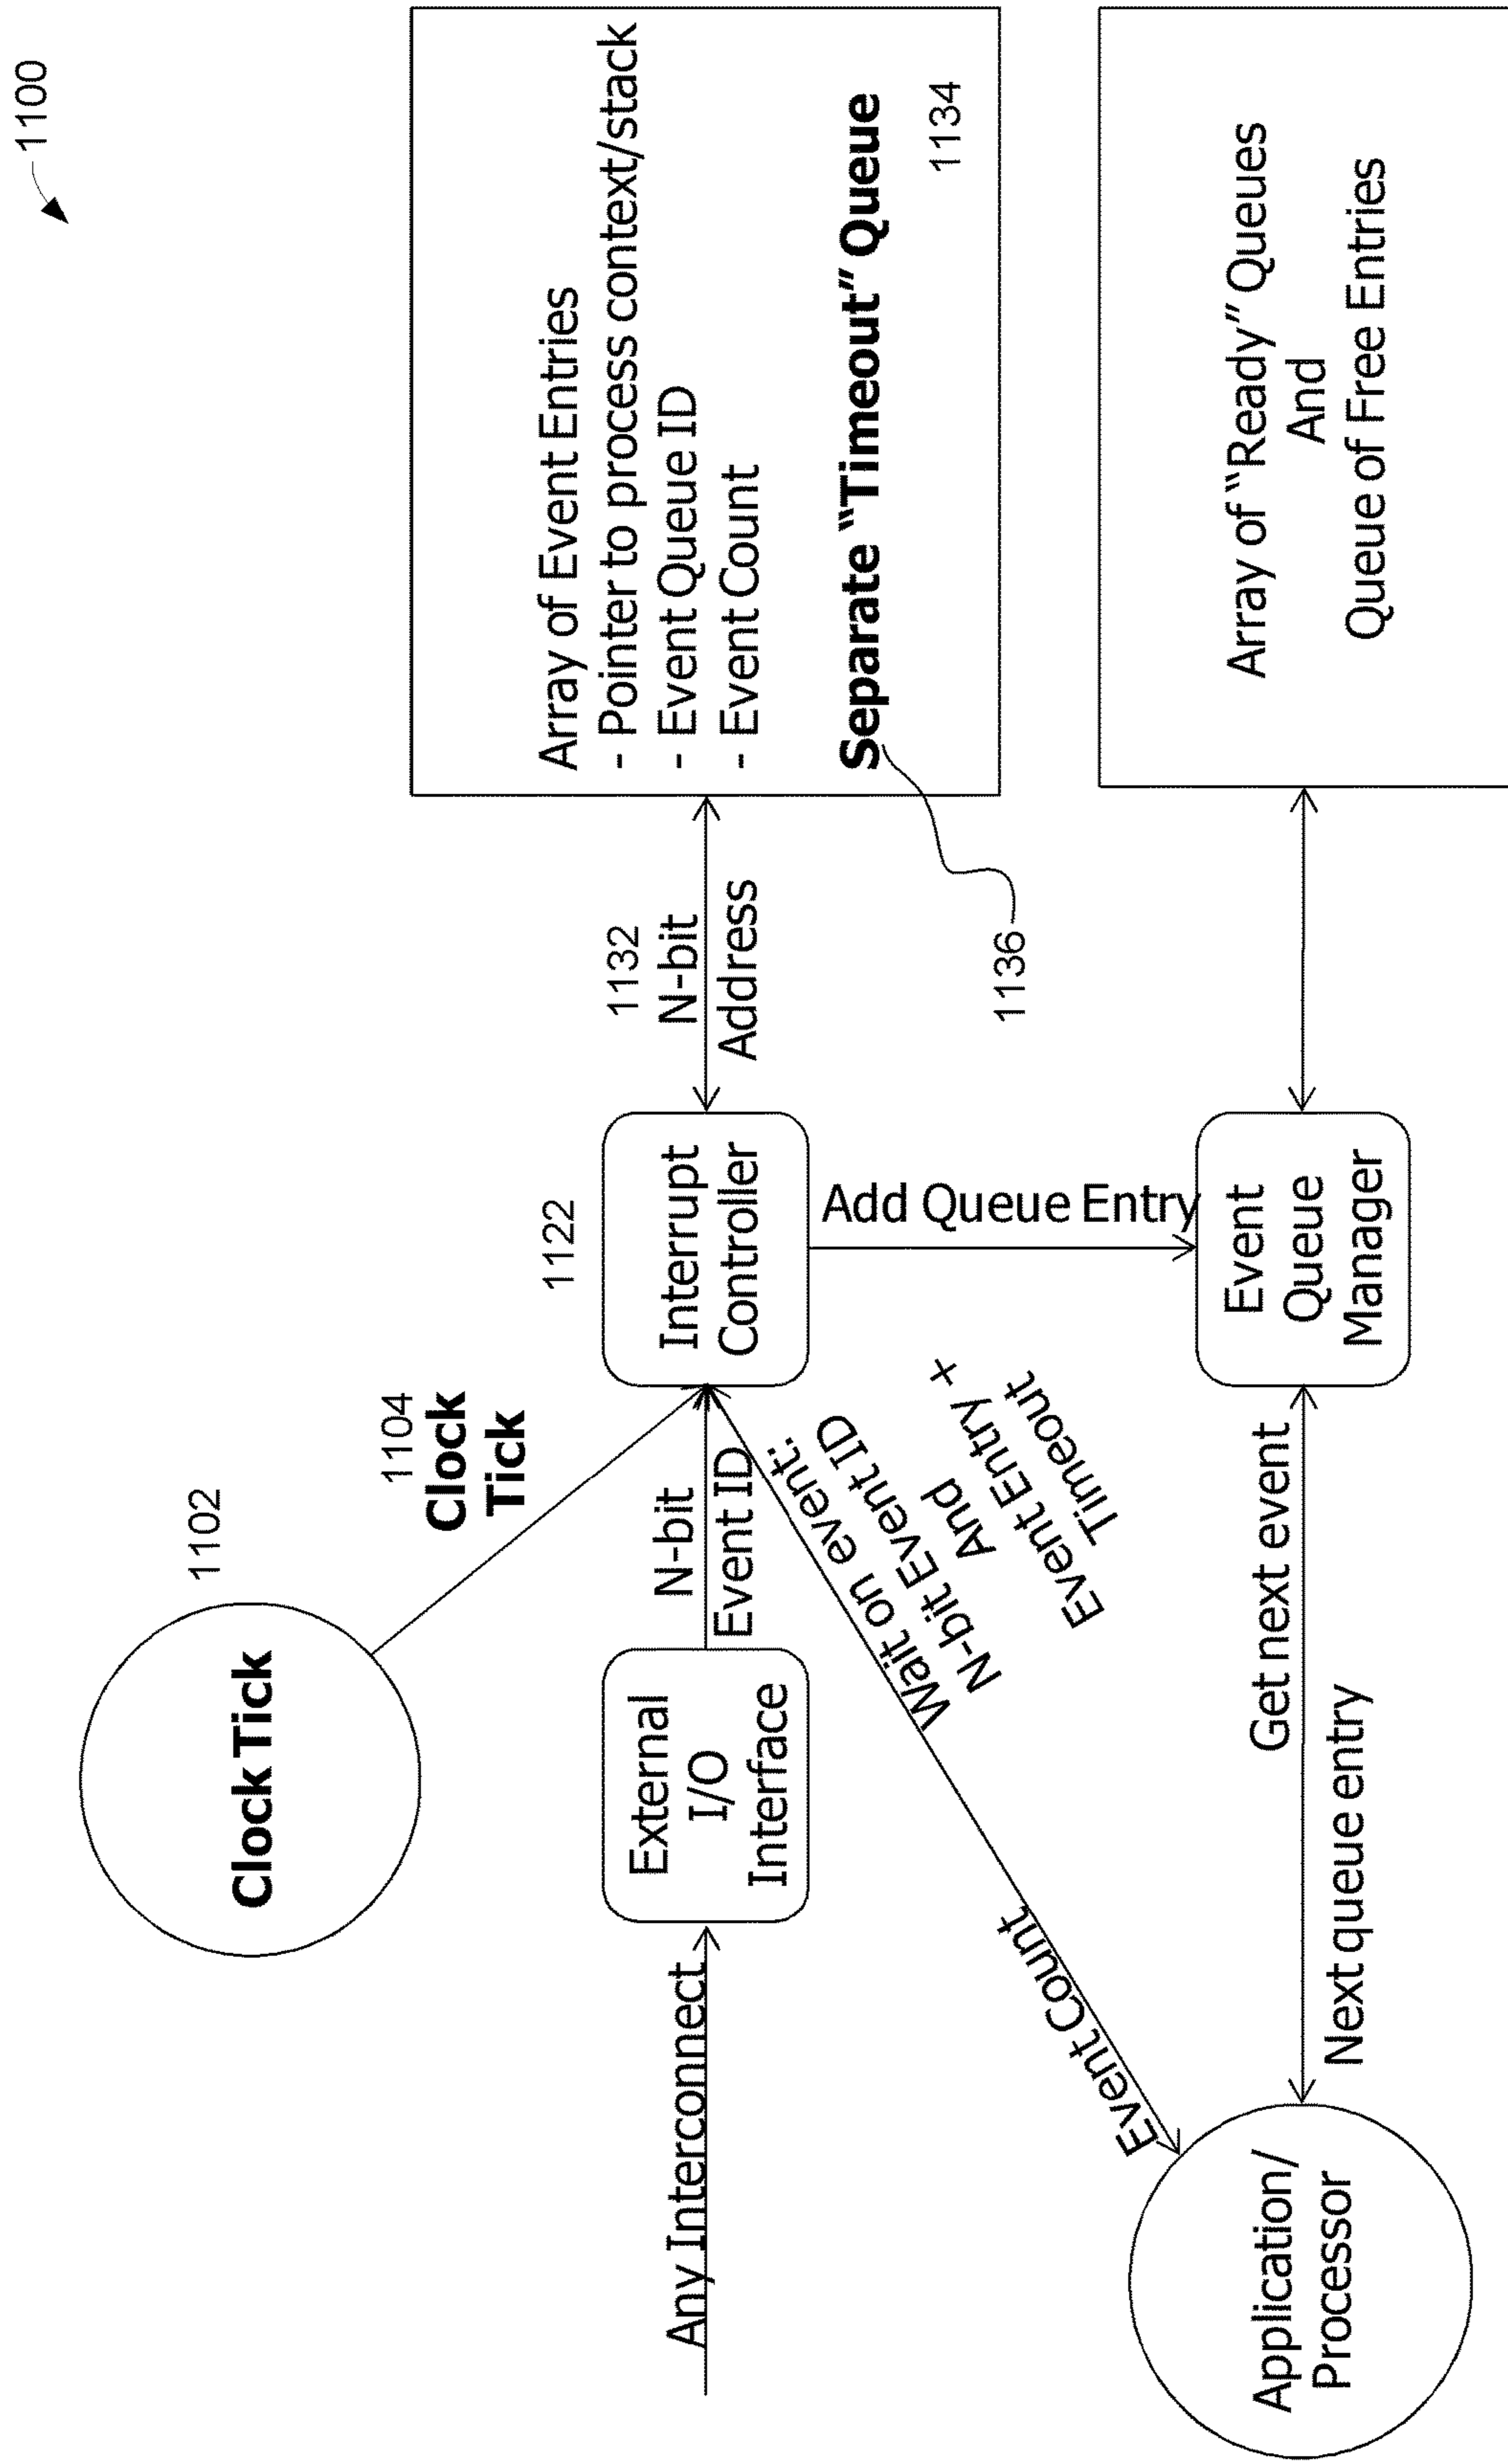 1100
1102
Clock Tick
1104
Clock
Tick
Any Interconnect
External
I/O
Interface
N-bit
Event ID
1122
Interrupt
Controller
1132
N-bit
Address
Array of Event Entries
- Pointer to process context/stack
- Event Queue ID
- Event Count
Separate “Timeout” Queue
1134
1136
Wait on event:
N-bit Event ID
And
Event Entry +
Timeout
Event Count
Add Queue Entry
Application/
Processor
Get next event
Next queue entry
Event
Queue
Manager
Array of “Ready” Queues
And
Queue of Free Entries